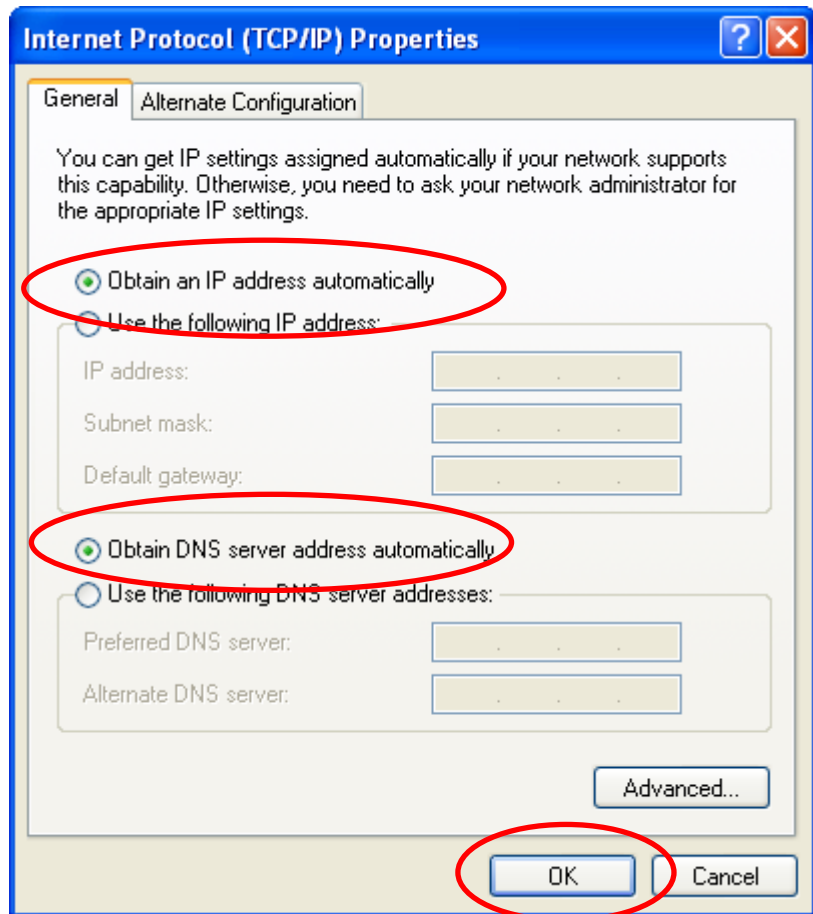 Internet Protocol (TCP/IP) Properties
General
Alternate Configuration
You can get IP settings assigned automatically if your network supports
this capability. Otherwise, you need to ask your network administrator for
the appropriate IP settings.
Obtain an IP address automatically
Use the following IP address:
IP address:
Subnet mask:
Default gateway:
Obtain DNS server address automatically
Use the following DNS server addresses:
Preferred DNS server:
Alternate DNS server:
Advanced...
OK
Cancel